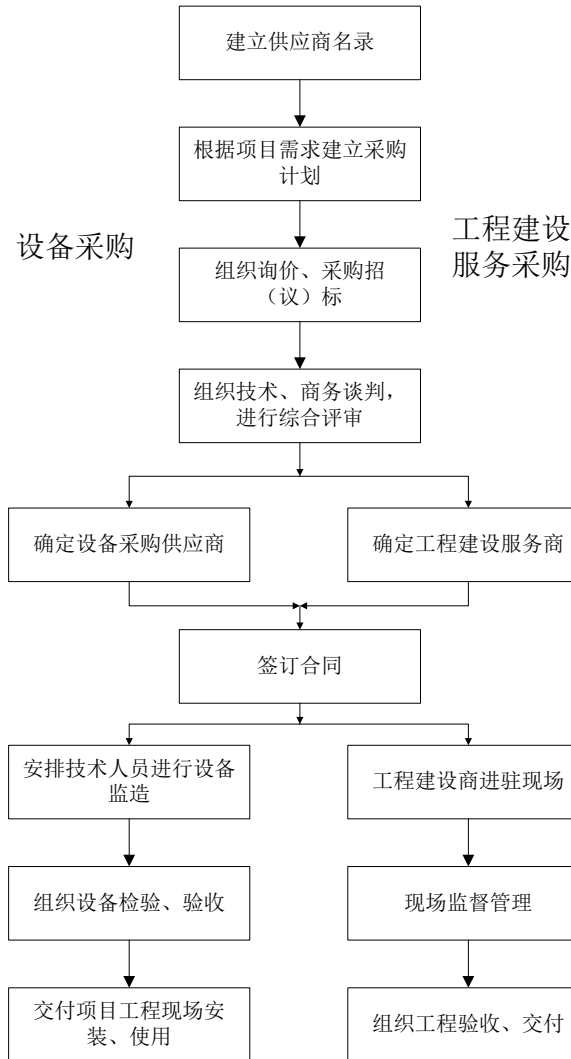 建立供应商名录
根据项目需求建立采购
计划
设备采购
工程建设
服务采购
组织询价、采购招
（议）标
组织技术、商务谈判，
进行综合评审
确定设备采购供应商
确定工程建设服务商
签订合同
安排技术人员进行设备
监造
工程建设商进驻现场
组织设备检验、验收
现场监督管理
交付项目工程现场安
装、使用
组织工程验收、交付